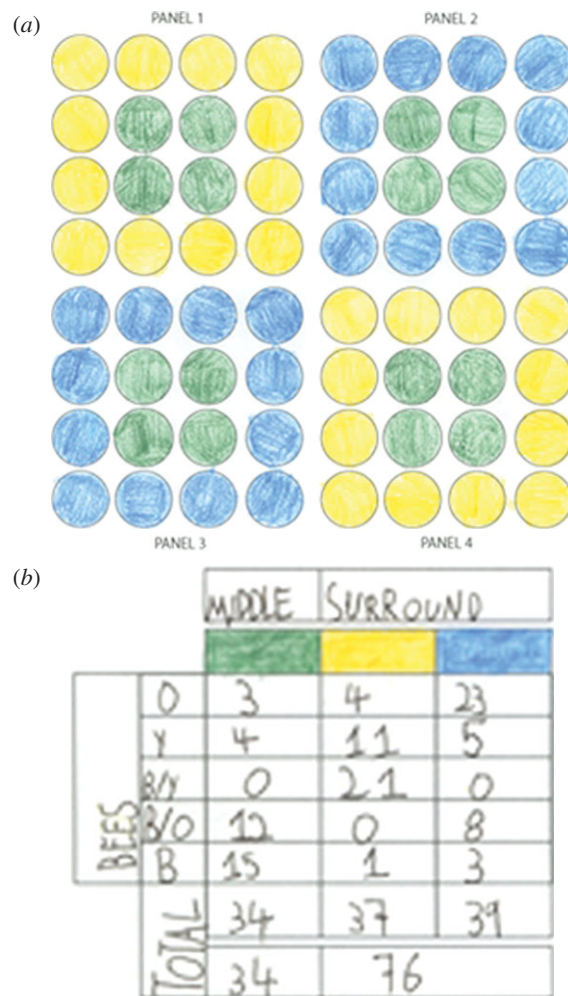 (a)
PANEL 1 PANEL 2
PANEL 3 PANEL 4
(b)
MIDDLE SURROUND
BEES
O 3 4 23
Y 4 11 5
B/Y 0 21 0
B/O 12 0 8
B 15 1 3
TOTAL
34 37 39
34 76